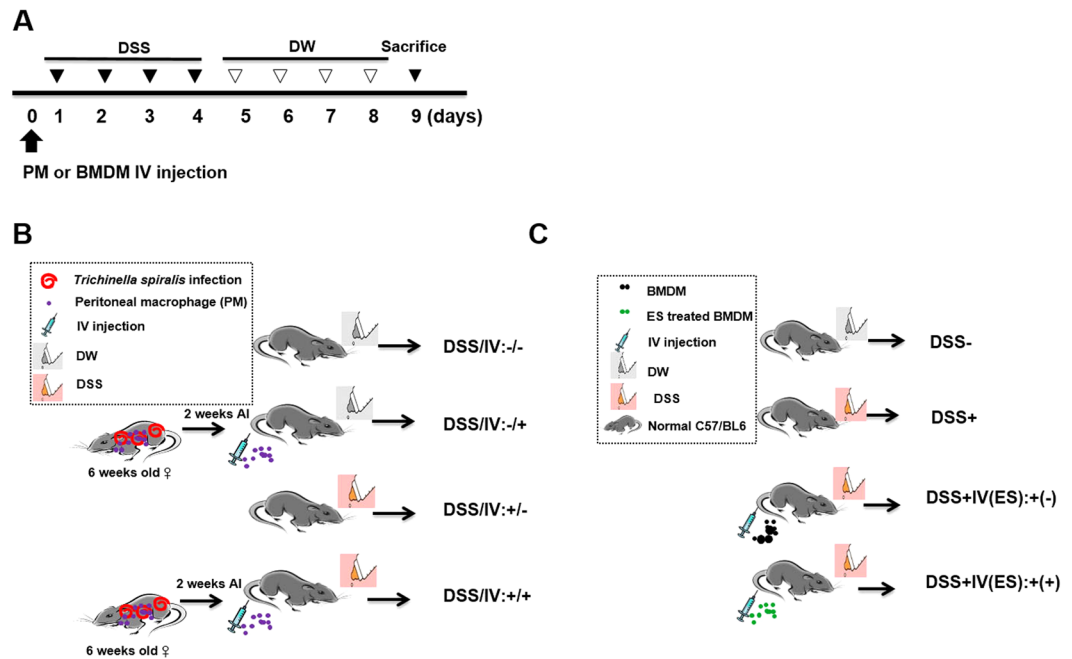 A
DSS DW Sacrifice
0 1 2 3 4 5 6 7 8 9 (days)
PM or BMDM IV injection
B
Trichinella spiralis infection
Peritoneal macrophage (PM)
IV injection
DW
DSS
DSS/IV:-/-
2 weeks AI
DSS/IV:-/+
6 weeks old ♀
DSS/IV:+/-
2 weeks AI
DSS/IV:+/+
6 weeks old ♀
C
BMDM
ES treated BMDM
IV injection
DW
DSS
Normal C57/BL6
DSS-
DSS+
DSS+IV(ES):+(-)
DSS+IV(ES):+(+)